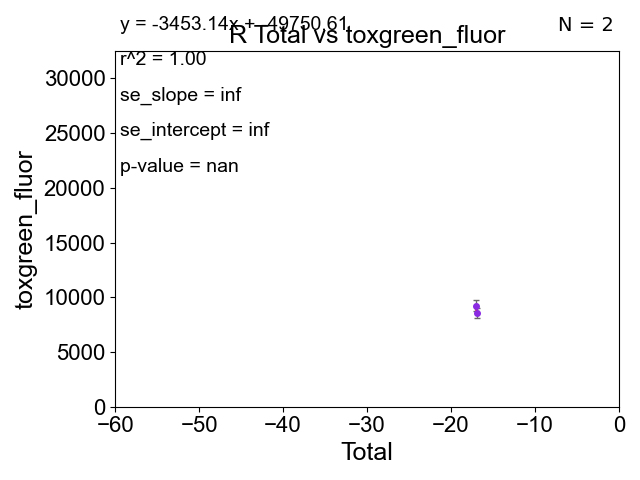 y = -3453.14x + -49750.61
N = 2
R Total vs toxgreen_fluor
r^2 = 1.00
se_slope = inf
se_intercept = inf
p-value = nan
toxgreen_fluor
30000
25000
20000
15000
10000
5000
0
−60 −50 −40 −30 −20 −10 0
Total